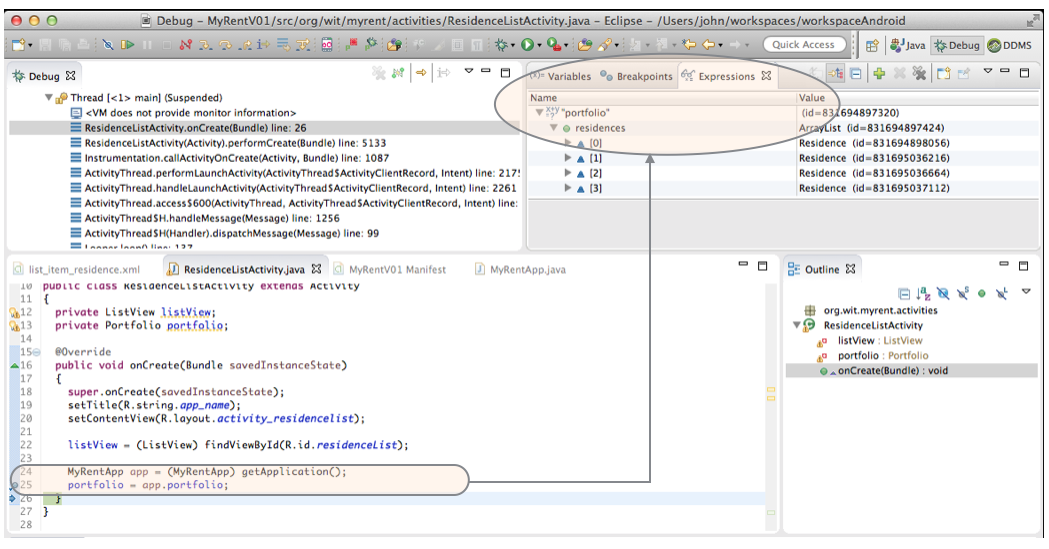 Debug – MyRentV01/src/org/wit/myrent/activities/ResidenceListActivity.java – Eclipse – /Users/john/workspaces/workspaceAndroid
Quick Access
Java
Debug
DDMS
Debug
Thread [<1> main] (Suspended)
<VM does not provide monitor information>
ResidenceListActivity.onCreate(Bundle) line: 26
ResidenceListActivity(Activity).performCreate(Bundle) line: 5133
Instrumentation.callActivityOnCreate(Activity, Bundle) line: 1087
ActivityThread.performLaunchActivity(ActivityThread$ActivityClientRecord, Intent) line: 217
ActivityThread.handleLaunchActivity(ActivityThread$ActivityClientRecord, Intent) line: 2261
ActivityThread.access$600(ActivityThread, ActivityThread$ActivityClientRecord, Intent) line:
ActivityThread$H.handleMessage(Message) line: 1256
ActivityThread$H(Handler).dispatchMessage(Message) line: 99
Looper.loop() line: 137
(x)= Variables
Breakpoints
Expressions
Name Value
"portfolio" (id=831694897320)
residences ArrayList (id=831694897424)
[0] Residence (id=831694898056)
[1] Residence (id=831695036216)
[2] Residence (id=831695036664)
[3] Residence (id=831695037112)
list_item_residence.xml
ResidenceListActivity.java
MyRentV01 Manifest
MyRentApp.java
10 public class ResidenceListActivity extends Activity
11 {
12 private ListView listView;
13 private Portfolio portfolio;
14
15 @Override
16 public void onCreate(Bundle savedInstanceState)
17 {
18 super.onCreate(savedInstanceState);
19 setTitle(R.string.app_name);
20 setContentView(R.layout.activity_residencelist);
21
22 listView = (ListView) findViewById(R.id.residenceList);
23
24 MyRentApp app = (MyRentApp) getApplication();
25 portfolio = app.portfolio;
26 }
27 }
28
Outline
org.wit.myrent.activities
ResidenceListActivity
listView : ListView
portfolio : Portfolio
onCreate(Bundle) : void